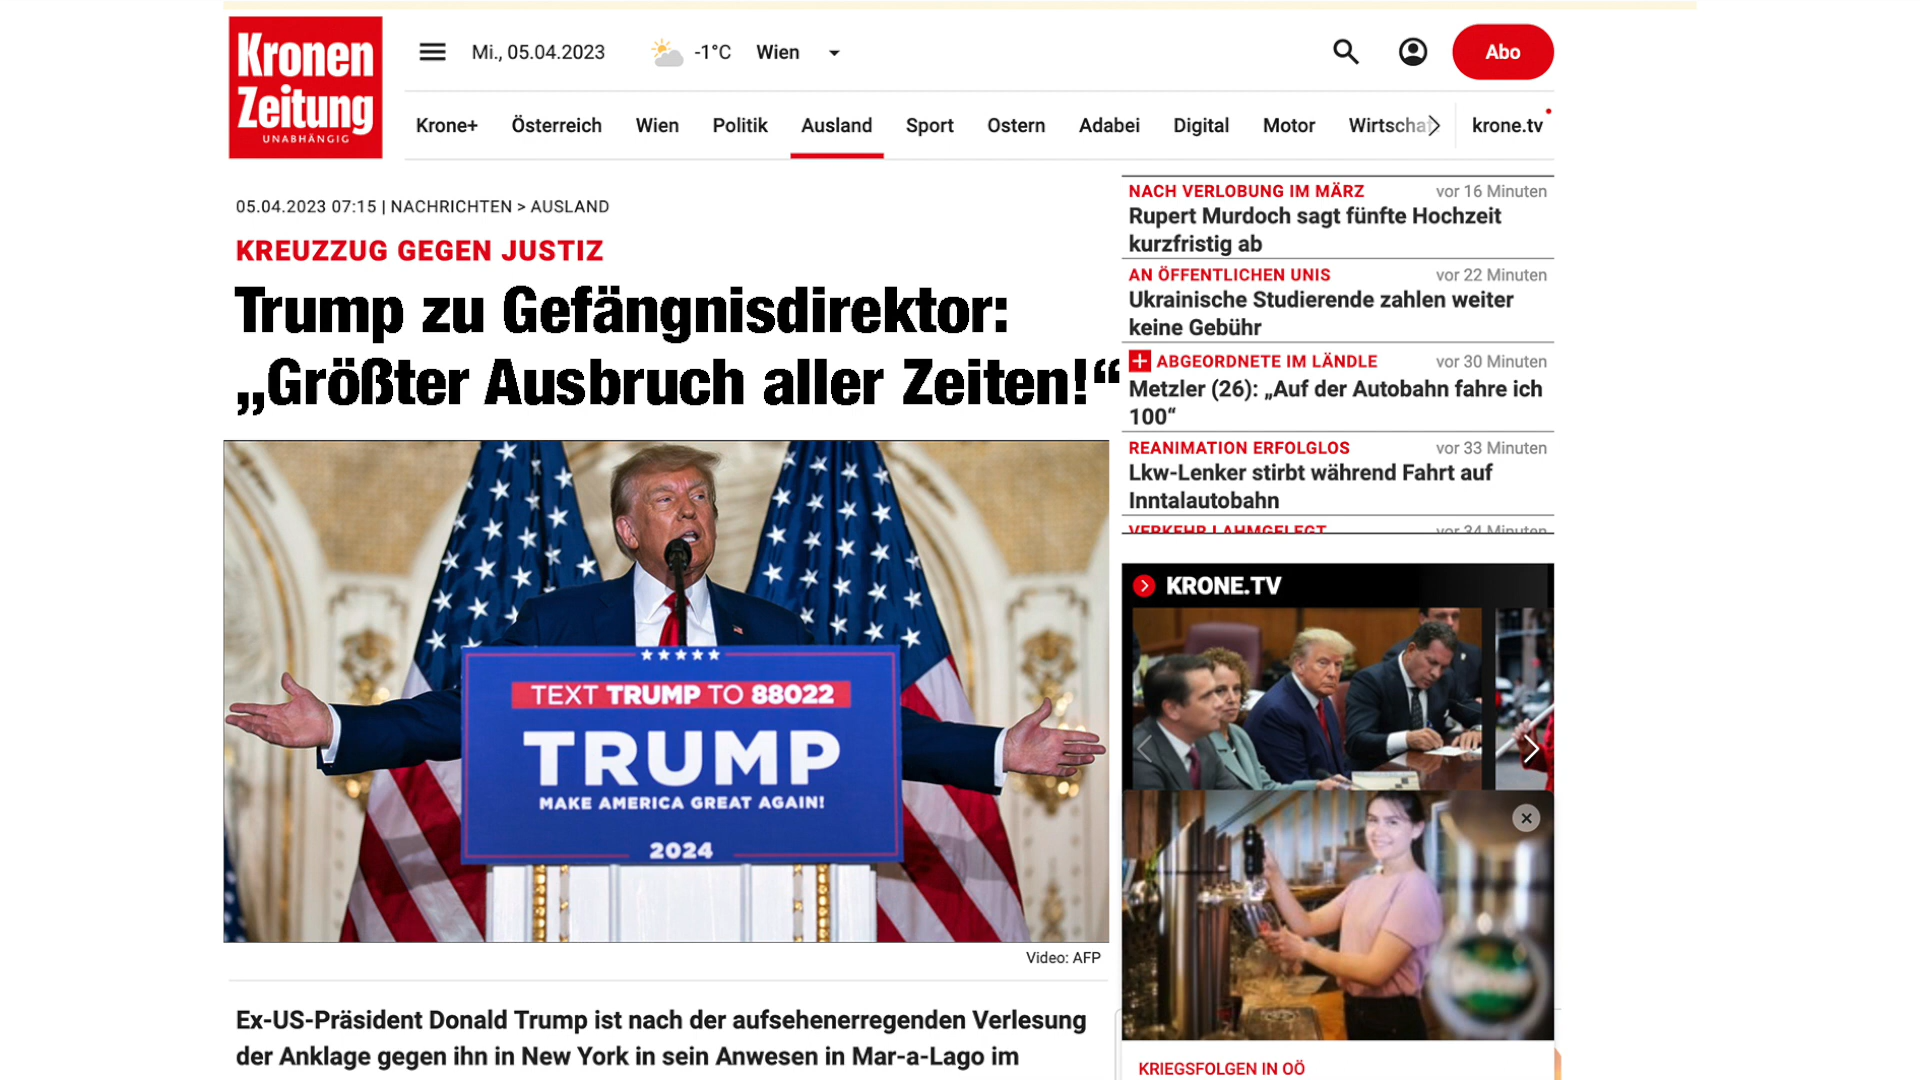 Kronen
Zeitung
UNABHÄNGIG
Mi., 05.04.2023
-1°C Wien
Abo
Krone+ Österreich Wien Politik Ausland Sport Ostern Adabei Digital Motor Wirtschaf krone.tv
05.04.2023 07:15 | NACHRICHTEN > AUSLAND
KREUZZUG GEGEN JUSTIZ
Trump zu Gefängnisdirektor:
„Größter Ausbruch aller Zeiten!“
TEXT TRUMP TO 88022
TRUMP
MAKE AMERICA GREAT AGAIN!
2024
Video: AFP
Ex-US-Präsident Donald Trump ist nach der aufsehenerregenden Verlesung
der Anklage gegen ihn in New York in sein Anwesen in Mar-a-Lago im
NACH VERLOBUNG IM MÄRZ vor 16 Minuten
Rupert Murdoch sagt fünfte Hochzeit
kurzfristig ab
AN ÖFFENTLICHEN UNIS vor 22 Minuten
Ukrainische Studierende zahlen weiter
keine Gebühr
+ ABGEORDNETE IM LÄNDLE vor 30 Minuten
Metzler (26): „Auf der Autobahn fahre ich
100“
REANIMATION ERFOLGLOS vor 33 Minuten
Lkw-Lenker stirbt während Fahrt auf
Inntalautobahn
VERKEHR LAHMGELEGT vor 34 Minuten
KRONE.TV
KRIEGSFOLGEN IN OÖ